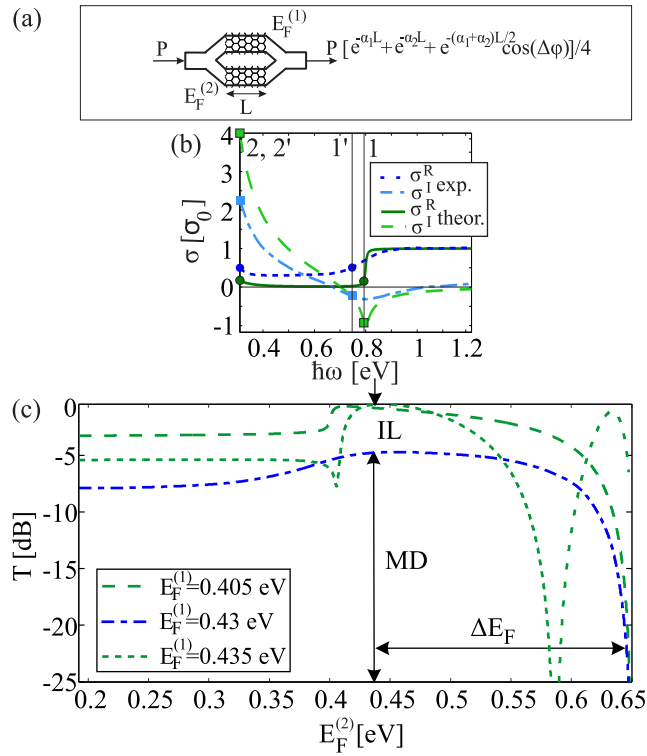 (a)
E_F^(1)
P
P [e^-α₁L + e^-α₂L + e^-(α₁+α₂)L/2 cos(Δφ)]/4
E_F^(2)
L
(b)
4
3
2
1
0
-1
2, 2'
1'
1
σ^R
σ^I exp.
σ^R
σ^I theor.
σ [σ₀]
0.4
0.6
0.8
1
1.2
ħω [eV]
(c)
0
-5
-10
-15
-20
-25
T [dB]
IL
MD
ΔE_F
E_F^(1)=0.405 eV
E_F^(1)=0.43 eV
E_F^(1)=0.435 eV
0.2
0.25
0.3
0.35
0.4
0.45
0.5
0.55
0.6
0.65
E_F^(2) [eV]